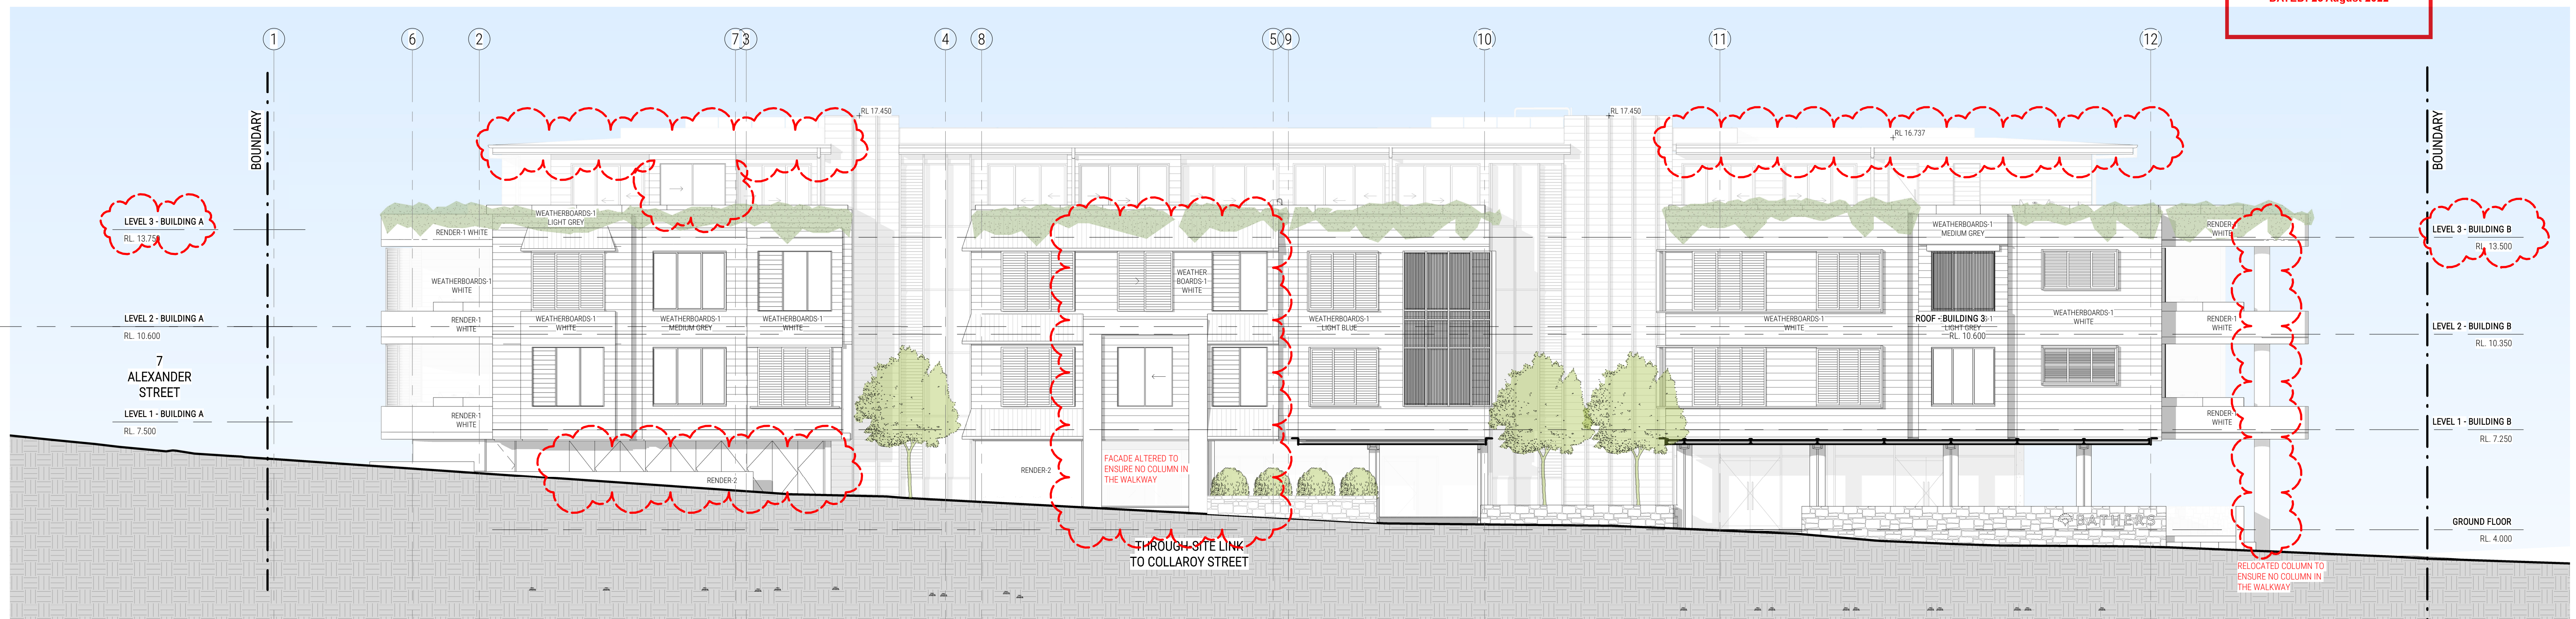 DATED: 23 August 2022
1
6
2
7
3
4
8
5
9
10
11
12
BOUNDARY
BOUNDARY
RL 17.450
RL 17.450
RL 16.737
LEVEL 3 - BUILDING A
RL. 13.750
LEVEL 2 - BUILDING A
RL. 10.600
7
ALEXANDER
STREET
LEVEL 1 - BUILDING A
RL. 7.500
WEATHERBOARDS-1
LIGHT GREY
RENDER-1 WHITE
WEATHERBOARDS-1
WHITE
RENDER-1
WHITE
WEATHERBOARDS-1
WHITE
WEATHERBOARDS-1
MEDIUM GREY
WEATHERBOARDS-1
WHITE
RENDER-1
WHITE
RENDER-2
WEATHER
BOARDS-1
WHITE
RENDER-2
FACADE ALTERED TO
ENSURE NO COLUMN IN
THE WALKWAY
WEATHERBOARDS-1
LIGHT BLUE
THROUGH SITE LINK
TO COLLAROY STREET
WEATHERBOARDS-1
MEDIUM GREY
WEATHERBOARDS-1
WHITE
ROOF - BUILDING 3
LIGHT GREY
RL. 10.600
WEATHERBOARDS-1
WHITE
RENDER-
WHITE
RENDER-1
WHITE
RENDER-1
WHITE
BATHERS
RELOCATED COLUMN TO
ENSURE NO COLUMN IN
THE WALKWAY
LEVEL 3 - BUILDING B
RL. 13.500
LEVEL 2 - BUILDING B
RL. 10.350
LEVEL 1 - BUILDING B
RL. 7.250
GROUND FLOOR
RL. 4.000